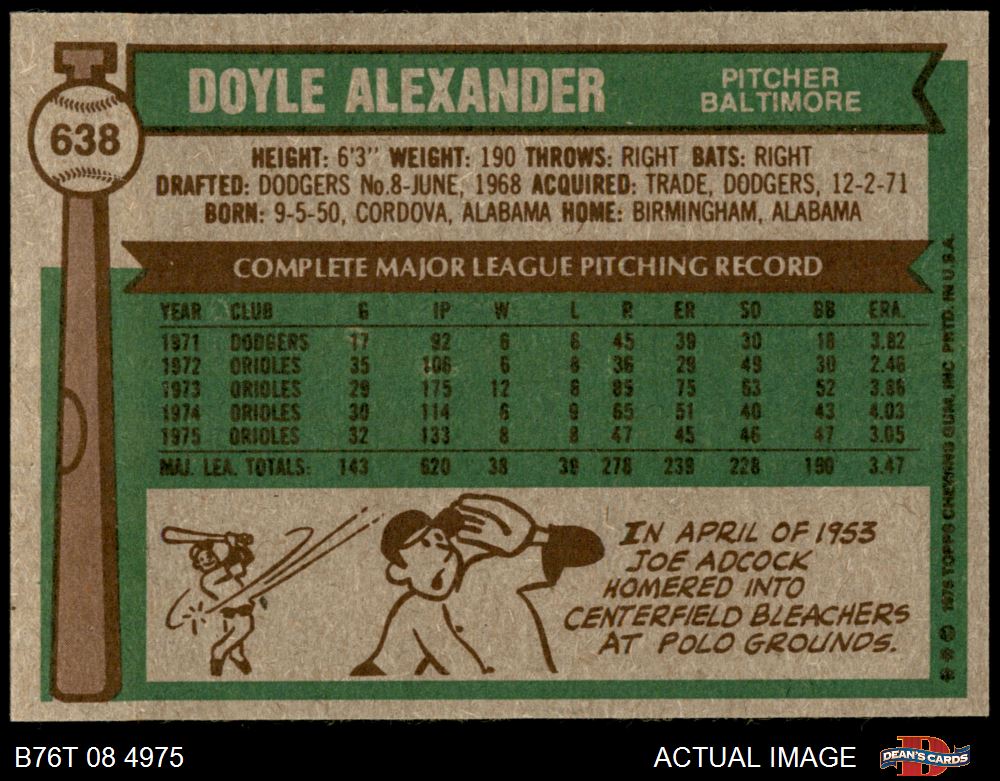 638
DOYLE ALEXANDER
PITCHER
BALTIMORE
HEIGHT: 6'3" WEIGHT: 190 THROWS: RIGHT BATS: RIGHT
DRAFTED: DODGERS No.8-JUNE, 1968 ACQUIRED: TRADE, DODGERS, 12-2-71
BORN: 9-5-50, CORDOVA, ALABAMA HOME: BIRMINGHAM, ALABAMA
COMPLETE MAJOR LEAGUE PITCHING RECORD
YEAR CLUB G IP W L R ER SO BB ERA.
1971 DODGERS 17 92 6 6 45 39 30 18 3.82
1972 ORIOLES 35 106 6 8 36 29 49 30 2.46
1973 ORIOLES 29 175 12 8 85 75 63 52 3.86
1974 ORIOLES 30 114 6 9 65 51 40 43 4.03
1975 ORIOLES 32 133 8 8 47 45 46 47 3.05
MAJ. LEA. TOTALS: 143 620 38 39 278 239 228 190 3.47
IN APRIL OF 1953
JOE ADCOCK
HOMERED INTO
CENTERFIELD BLEACHERS
AT POLO GROUNDS.
© 1976 TOPPS CHEWING GUM, INC PRTD. IN U.S.A.
B76T 08 4975
ACTUAL IMAGE
DEAN'S CARDS